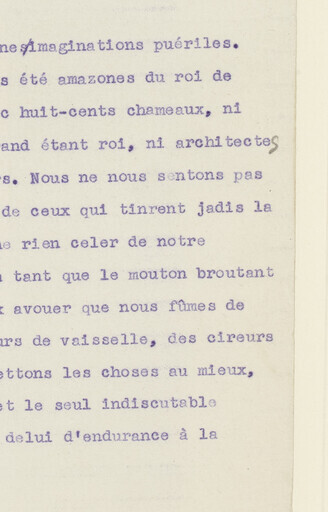 nes/imaginations puériles.
s été amazones du roi de
c huit-cents chameaux, ni
and étant roi, ni architectes
rs. Nous ne nous sentons pas
de ceux qui tinrent jadis la
ne rien celer de notre
n tant que le mouton broutant
x avouer que nous fûmes de
urs de vaisselle, des cireurs
ettons les choses au mieux,
et le seul indiscutable
delui d'endurance à la